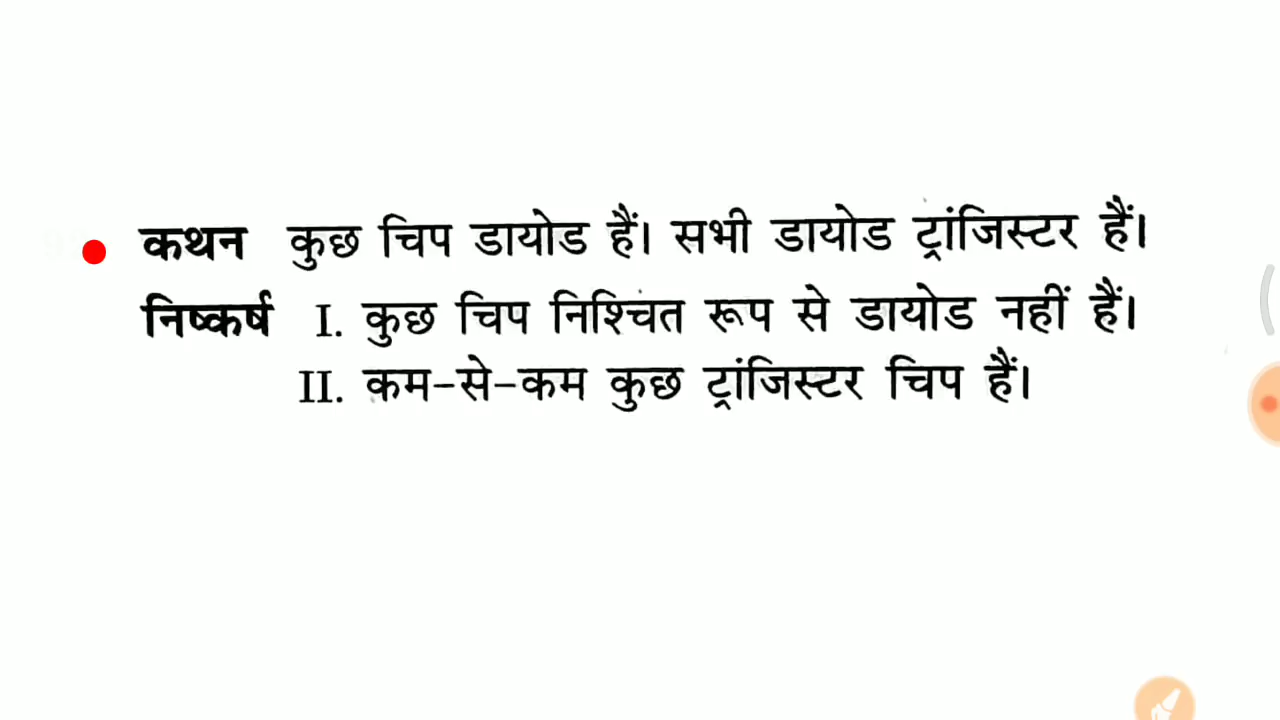 कथन कुछ चिप डायोड हैं। सभी डायोड ट्रांजिस्टर हैं।
निष्कर्ष I. कुछ चिप निश्चित रूप से डायोड नहीं हैं।
II. कम-से-कम कुछ ट्रांजिस्टर चिप हैं।